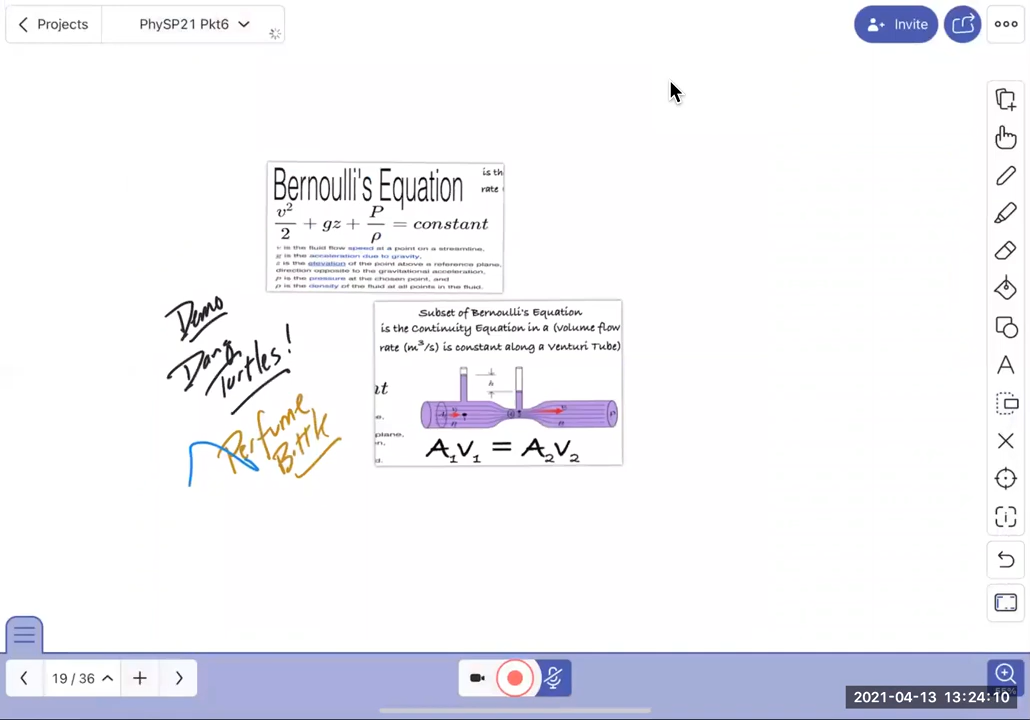 Projects
PhySP21 Pkt6
Invite
Bernoulli's Equation
is th
rate
v²/2 + gz + P/ρ = constant
v is the fluid flow speed at a point on a streamline,
g is the acceleration due to gravity,
z is the elevation of the point above a reference plane,
direction opposite to the gravitational acceleration,
p is the pressure at the chosen point, and
ρ is the density of the fluid at all points in the fluid.
Demo
Dang
Turtles!
Perfume
Subset of Bernoulli's Equation
is the Continuity Equation in a (volume flow
rate (m³/s) is constant along a Venturi Tube)
h
nt
e,
plane,
n,
d.
A₁V₁ = A₂V₂
19 / 36
2021-04-13 13:24:10